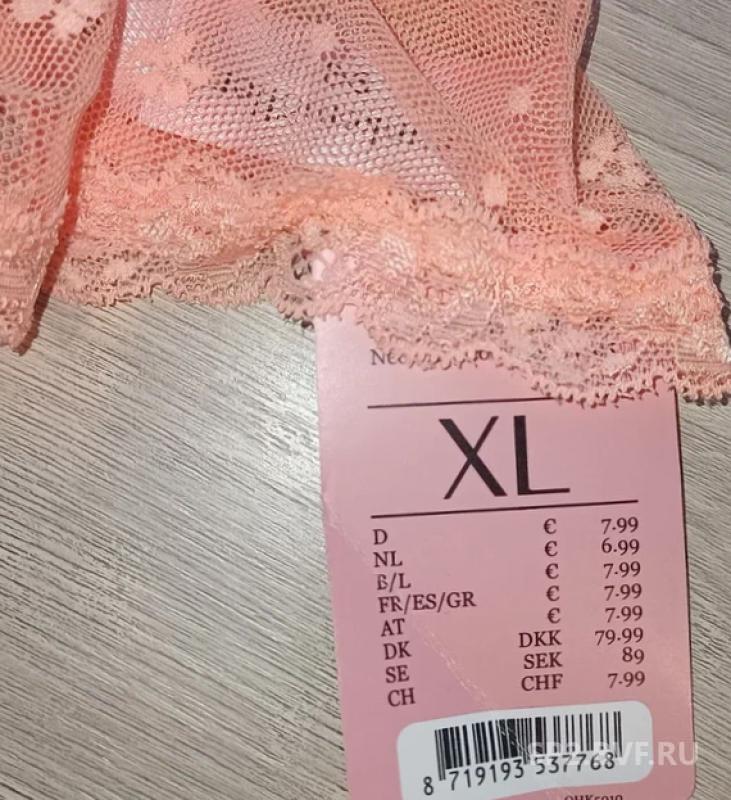 XL
D € 7.99
NL € 6.99
B/L € 7.99
FR/ES/GR € 7.99
AT € 7.99
DK DKK 79.99
SE SEK 89
CH CHF 7.99
8 719193 537768